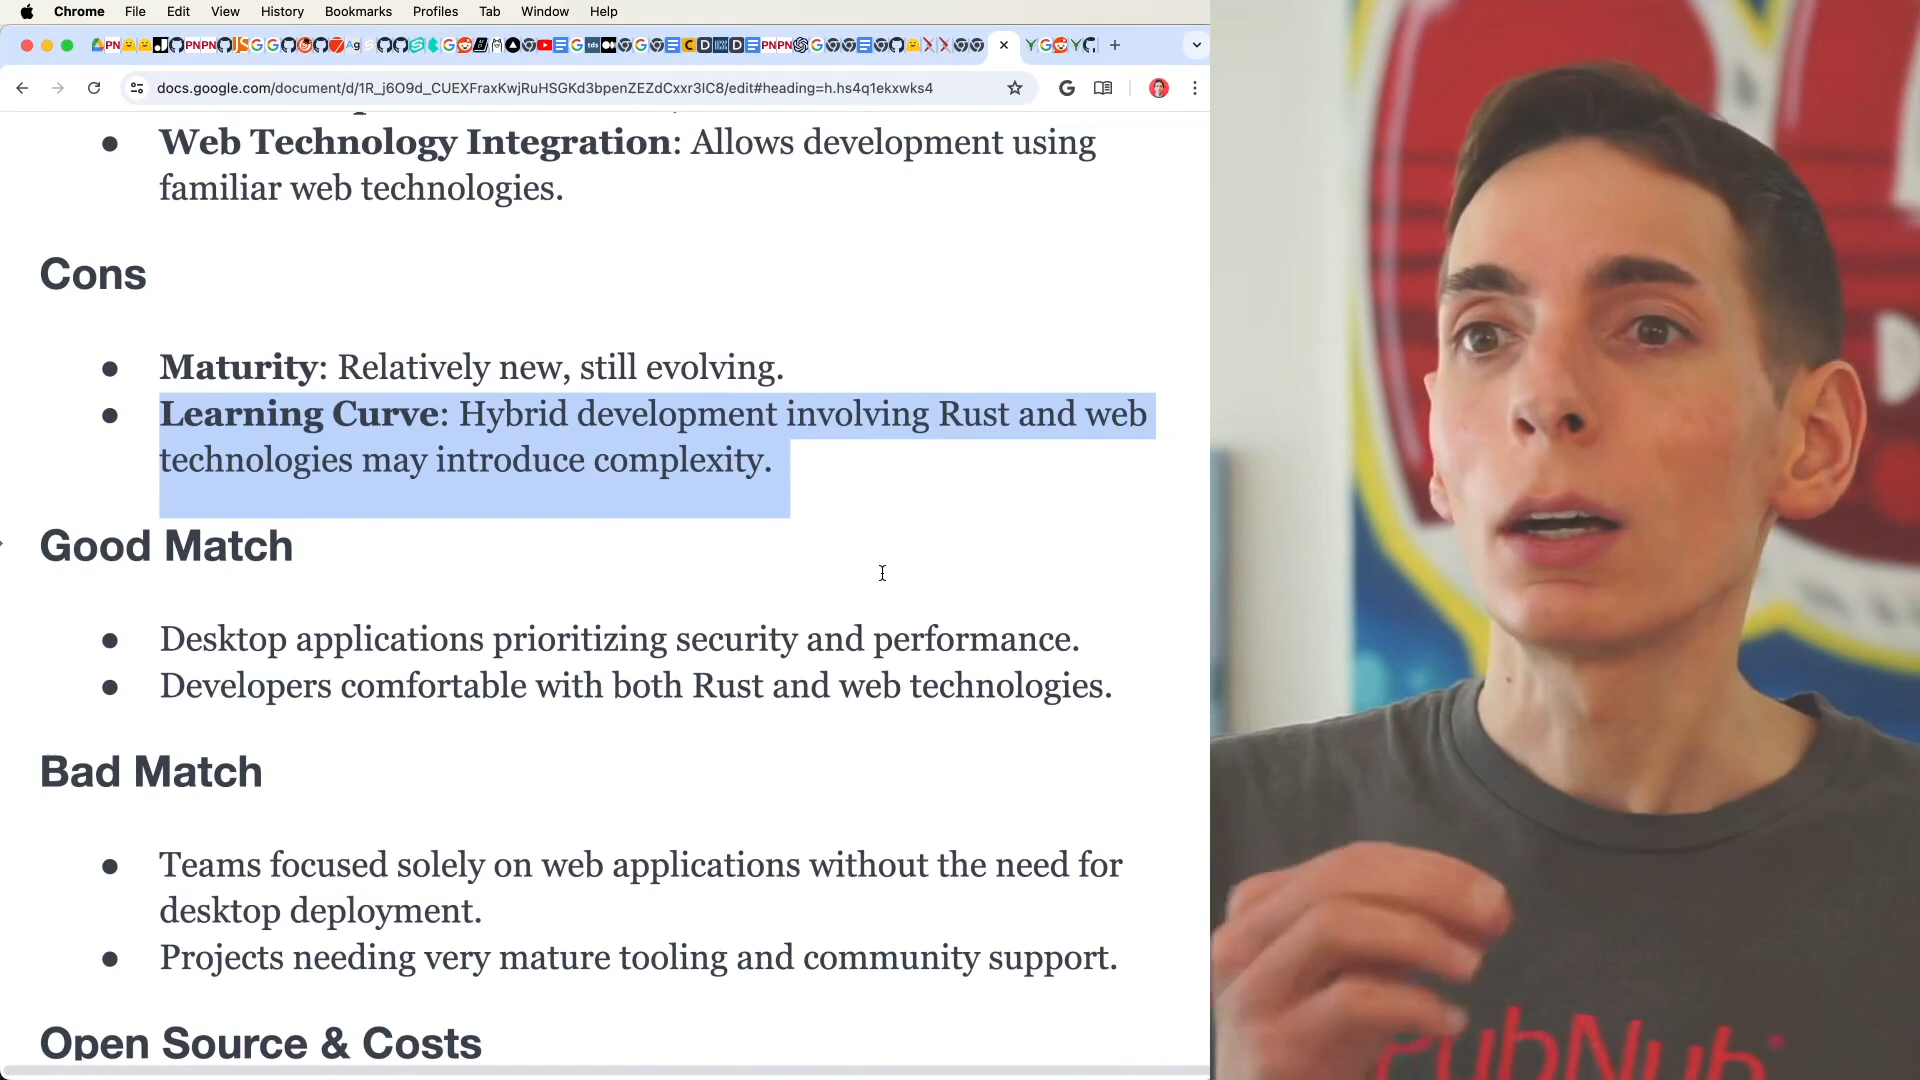 Chrome File Edit View History Bookmarks Profiles Tab Window Help
docs.google.com/document/d/1R_j6O9d_CUEXFraxKwjRuHSGKd3bpenZEZdCxxr3IC8/edit#heading=h.hs4q1ekxwks4
● Web Technology Integration: Allows development using
familiar web technologies.
Cons
● Maturity: Relatively new, still evolving.
● Learning Curve: Hybrid development involving Rust and web
technologies may introduce complexity.
Good Match
● Desktop applications prioritizing security and performance.
● Developers comfortable with both Rust and web technologies.
Bad Match
● Teams focused solely on web applications without the need for
desktop deployment.
● Projects needing very mature tooling and community support.
Open Source & Costs
PubNub